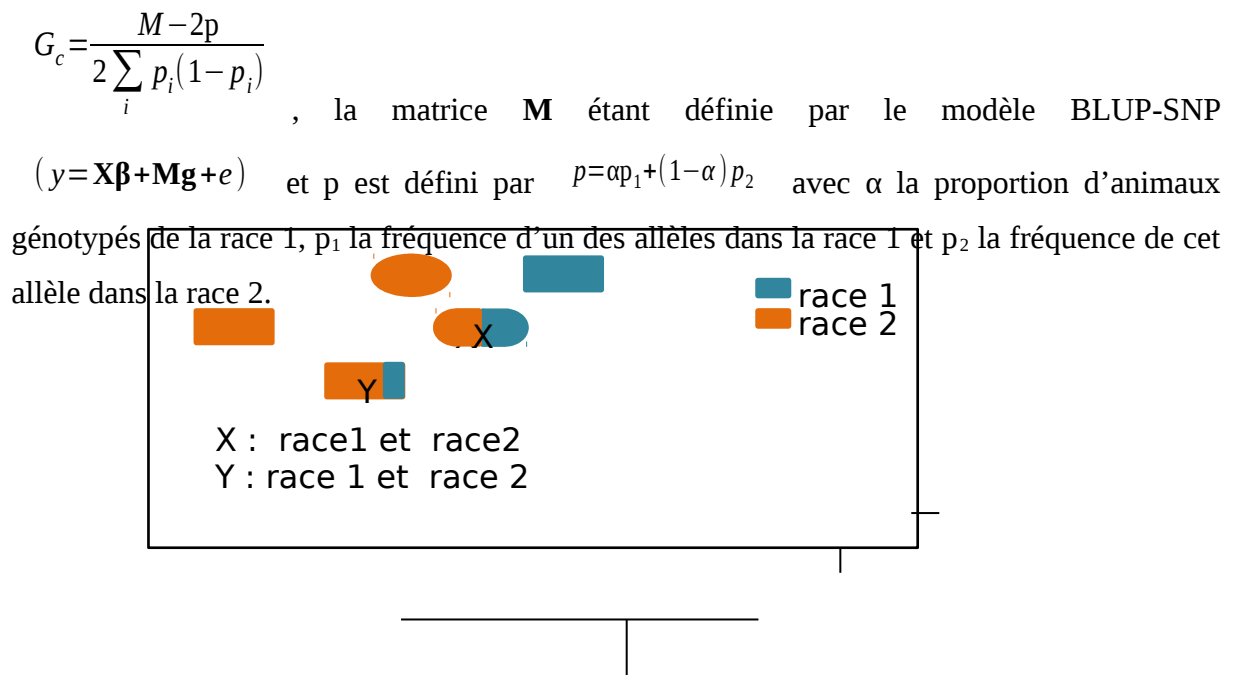 G_c = (M−2p) / (2∑_i p_i(1−p_i))
, la matrice M étant définie par le modèle BLUP-SNP
(y=Xβ+Mg+e) et p est défini par p=αp₁+(1−α)p₂ avec α la proportion d’animaux
génotypés de la race 1, p₁ la fréquence d’un des allèles dans la race 1 et p₂ la fréquence de cet
allèle dans la race 2.
race 1
race 2
X
Y
X : race1 et race2
Y : race 1 et race 2